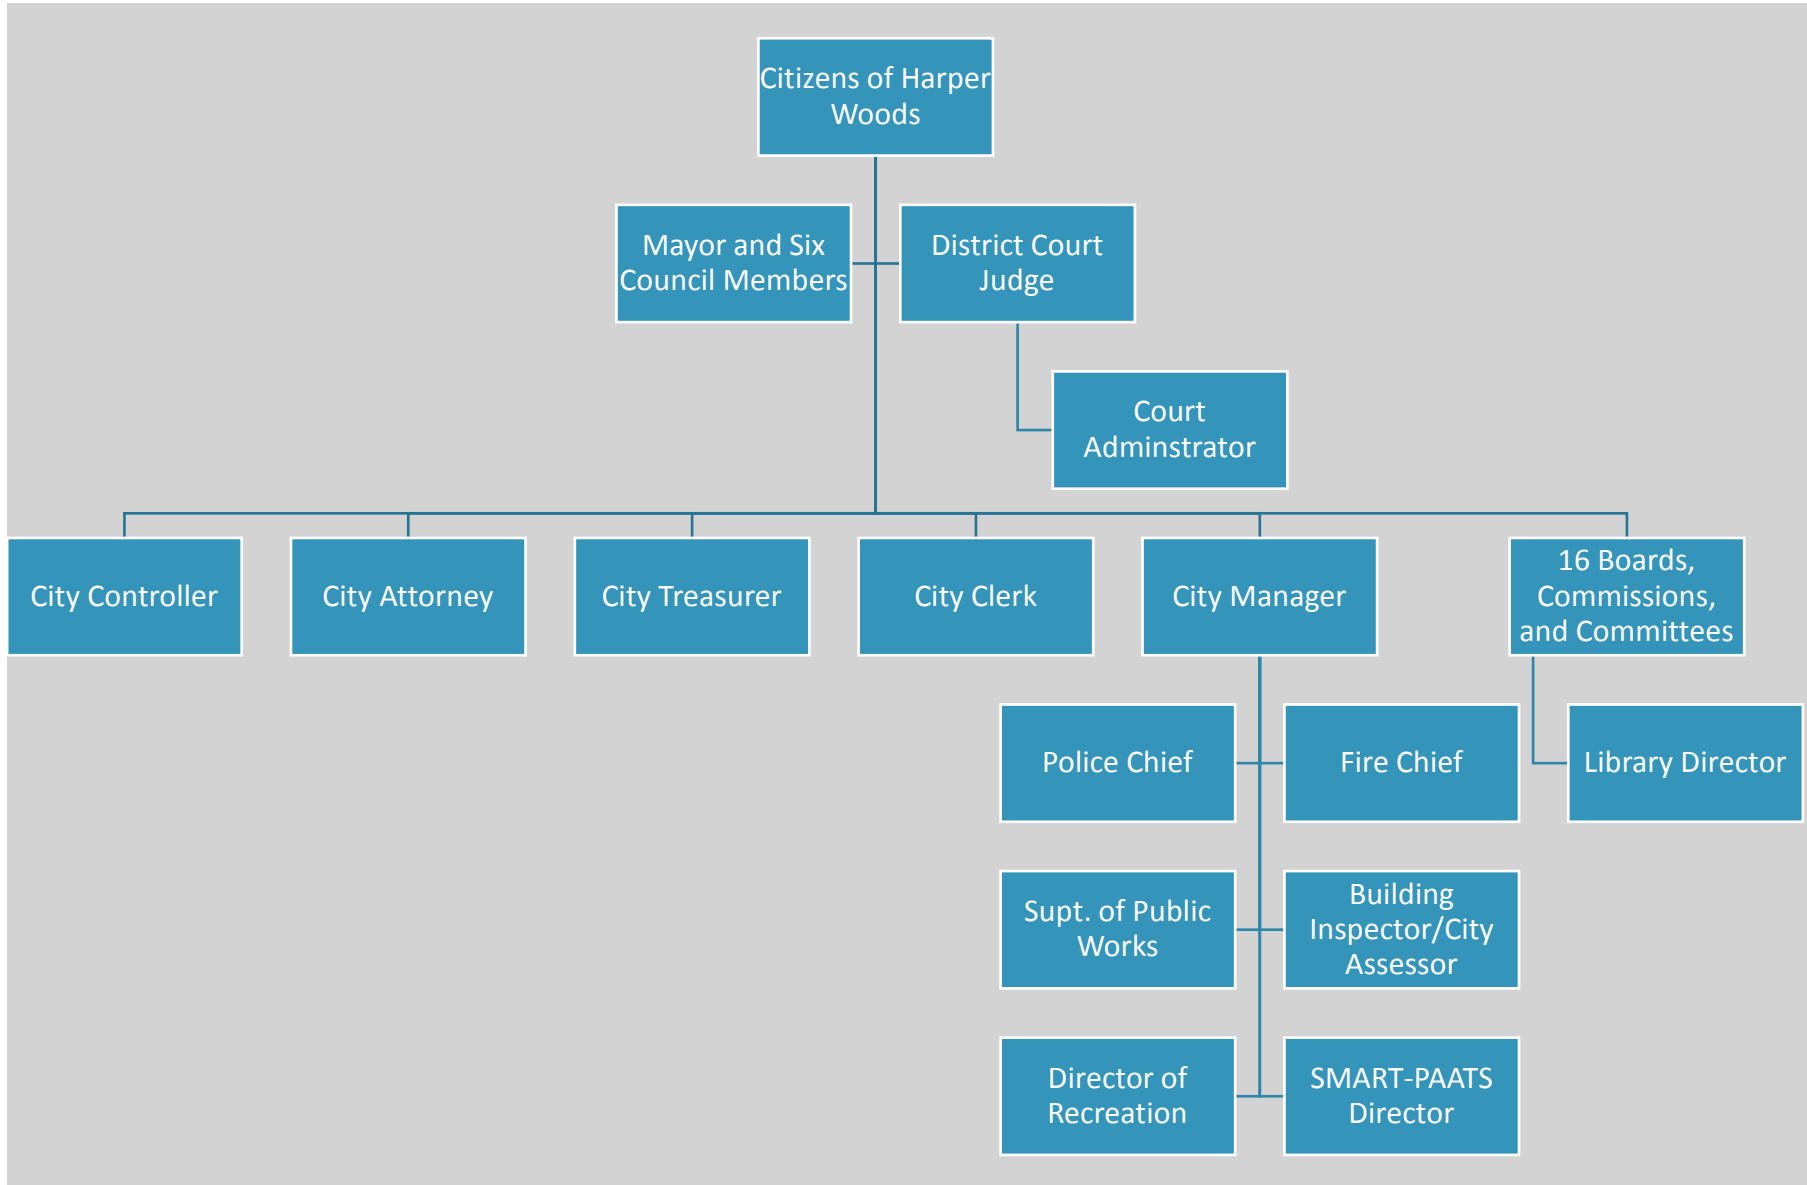 Citizens of Harper
Woods
Mayor and Six
Council Members
District Court
Judge
Court
Adminstrator
City Controller
City Attorney
City Treasurer
City Clerk
City Manager
16 Boards,
Commissions,
and Committees
Police Chief
Fire Chief
Library Director
Supt. of Public
Works
Building
Inspector/City
Assessor
Director of
Recreation
SMART-PAATS
Director